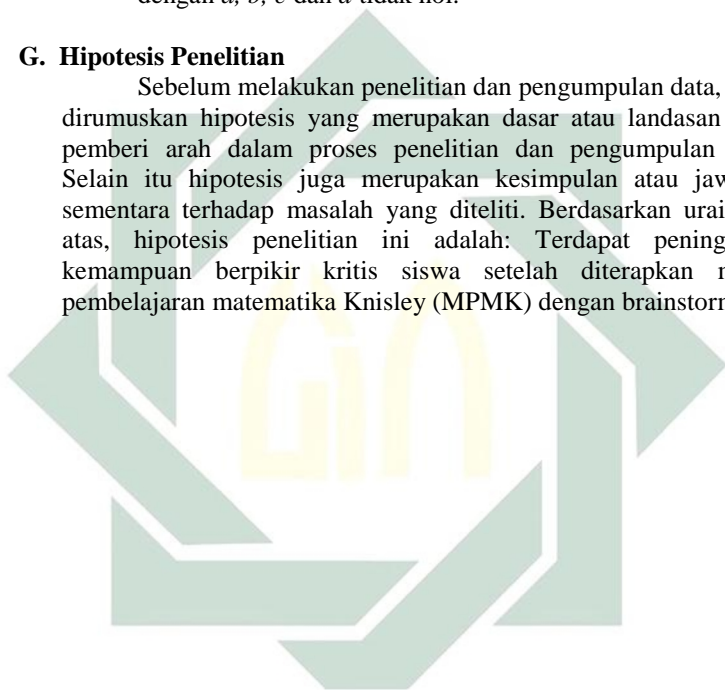 dengan a, b, c dan tidak nol.
G. Hipotesis Penelitian
Sebelum melakukan penelitian dan pengumpulan data,
dirumuskan hipotesis yang merupakan dasar atau landasan
pemberi arah dalam proses penelitian dan pengumpulan
Selain itu hipotesis juga merupakan kesimpulan atau jaw
sementara terhadap masalah yang diteliti. Berdasarkan urai
atas, hipotesis penelitian ini adalah: Terdapat pening
kemampuan berpikir kritis siswa setelah diterapkan
pembelajaran matematika Knisley (MPMK) dengan brainstor